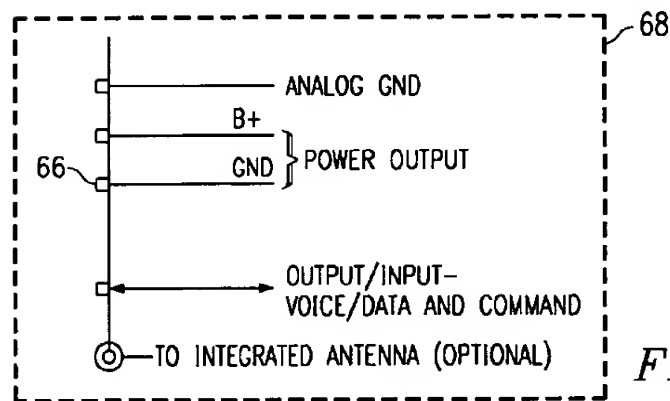 68
ANALOG GND
B+
66
GND
POWER OUTPUT
OUTPUT/INPUT-
VOICE/DATA AND COMMAND
TO INTEGRATED ANTENNA (OPTIONAL)
F